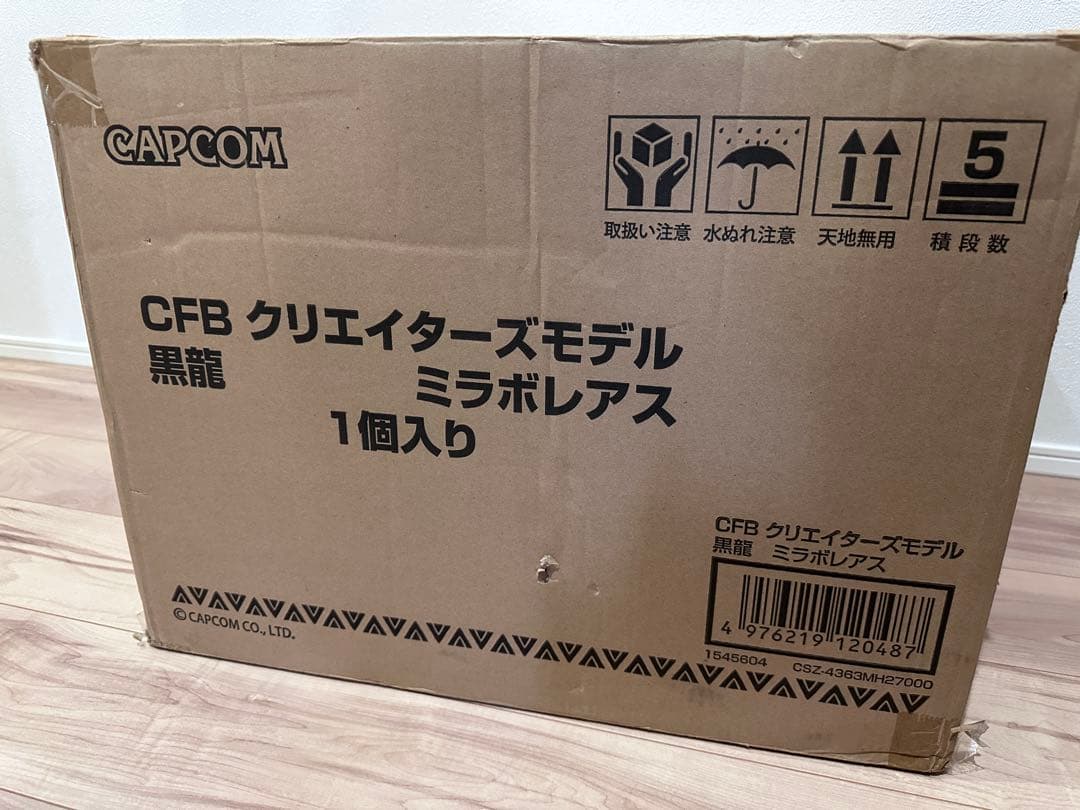 CAPCOM
5
取扱い注意 水ぬれ注意 天地無用 積段数
CFB クリエイターズモデル
黒龍 ミラボレアス
1個入り
CFB クリエイターズモデル
黒龍 ミラボレアス
4 976219 120487
1545604 CSZ-4363MH2700D
© CAPCOM CO., LTD.